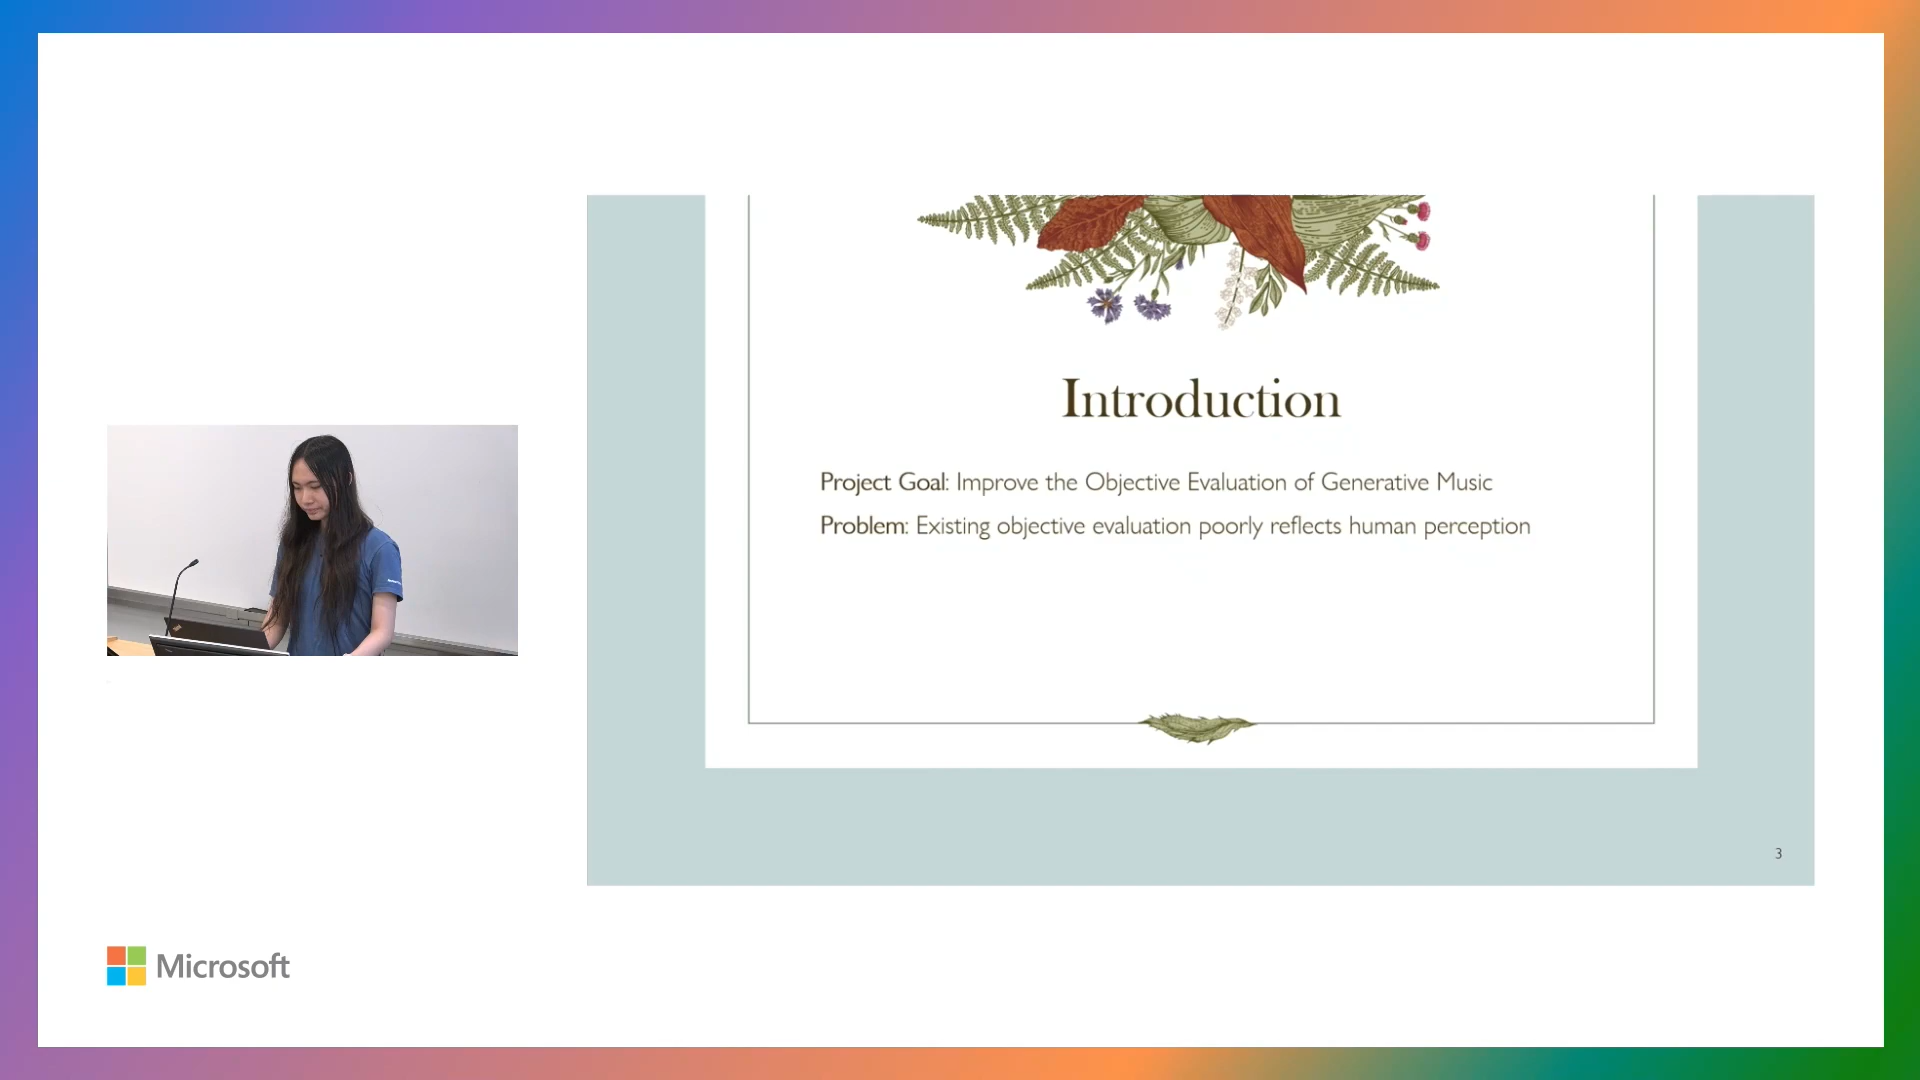 Introduction
Project Goal: Improve the Objective Evaluation of Generative Music
Problem: Existing objective evaluation poorly reflects human perception
3
Microsoft